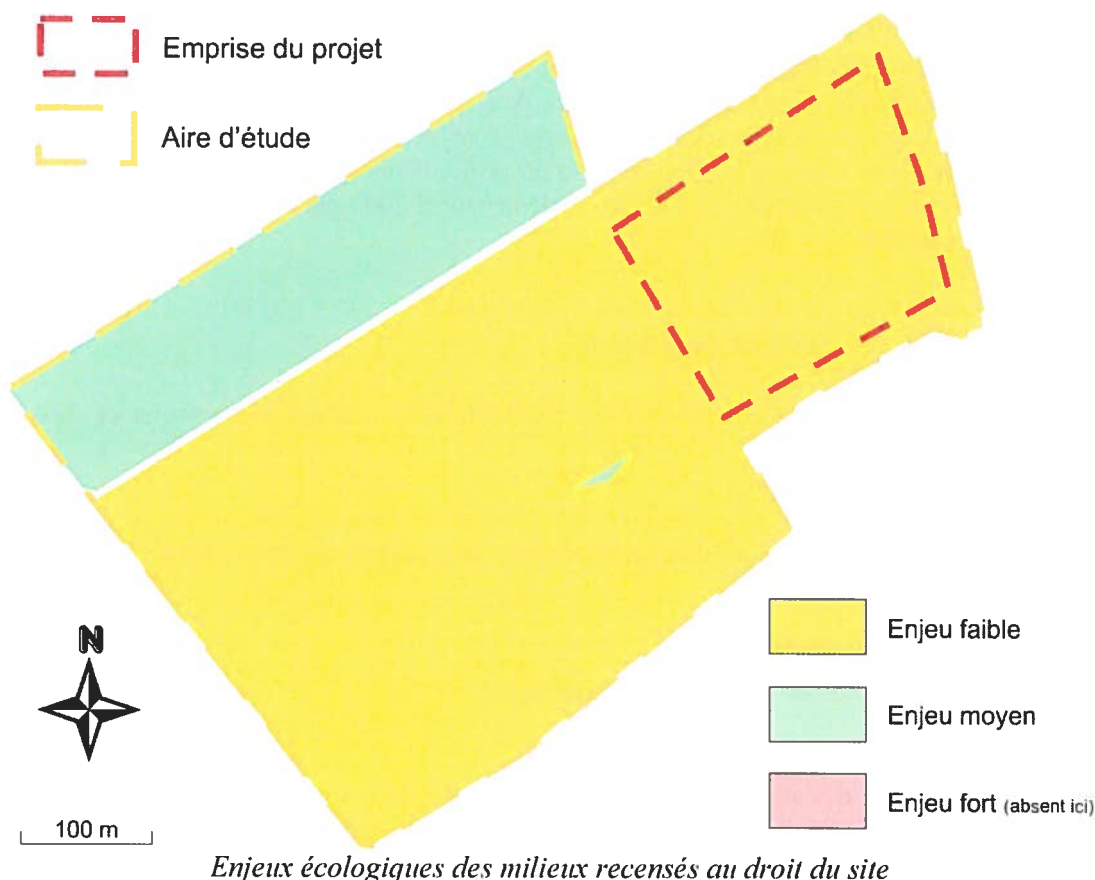 Emprise du projet
Aire d'étude
N
100 m
Enjeu faible
Enjeu moyen
Enjeu fort (absent ici)
Enjeux écologiques des milieux recensés au droit du site